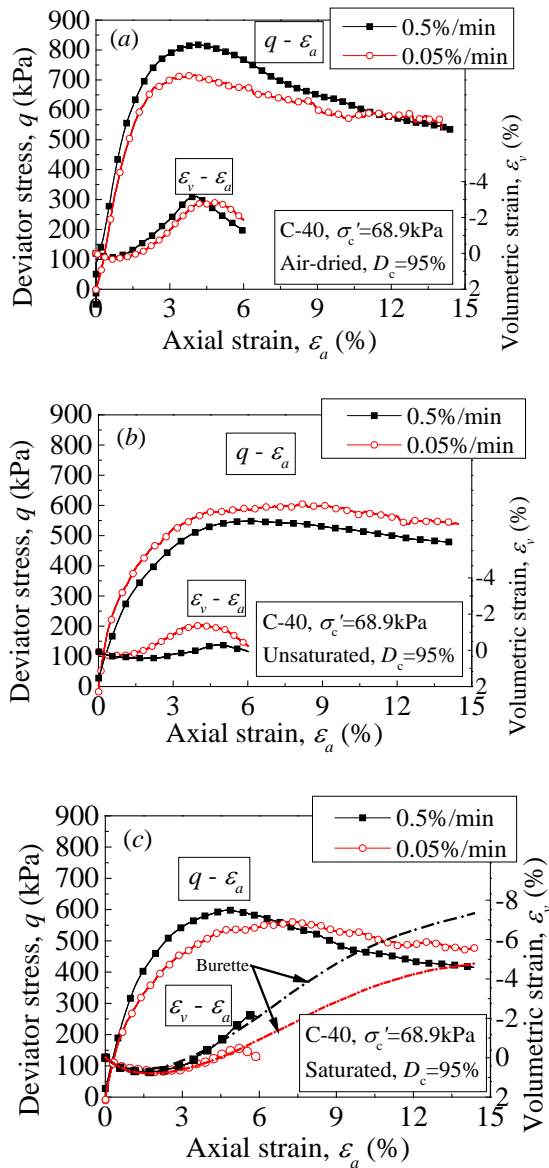 (a)
q - εa
0.5%/min
0.05%/min
εv - εa
C-40, σc'=68.9kPa
Air-dried, Dc=95%
Deviator stress, q (kPa)
900
800
700
600
500
400
300
200
100
0
Volumetric strain, εv (%)
-4
-2
0
2
0 3 6 9 12 15
Axial strain, εa (%)
(b)
q - εa
0.5%/min
0.05%/min
εv - εa
C-40, σc'=68.9kPa
Unsaturated, Dc=95%
Deviator stress, q (kPa)
900
800
700
600
500
400
300
200
100
0
Volumetric strain, εv (%)
-4
-2
0
2
0 3 6 9 12 15
Axial strain, εa (%)
(c)
q - εa
0.5%/min
0.05%/min
Burette
εv - εa
C-40, σc'=68.9kPa
Saturated, Dc=95%
Deviator stress, q (kPa)
900
800
700
600
500
400
300
200
100
0
Volumetric strain, εv (%)
-8
-6
-4
-2
0
2
0 3 6 9 12 15
Axial strain, εa (%)